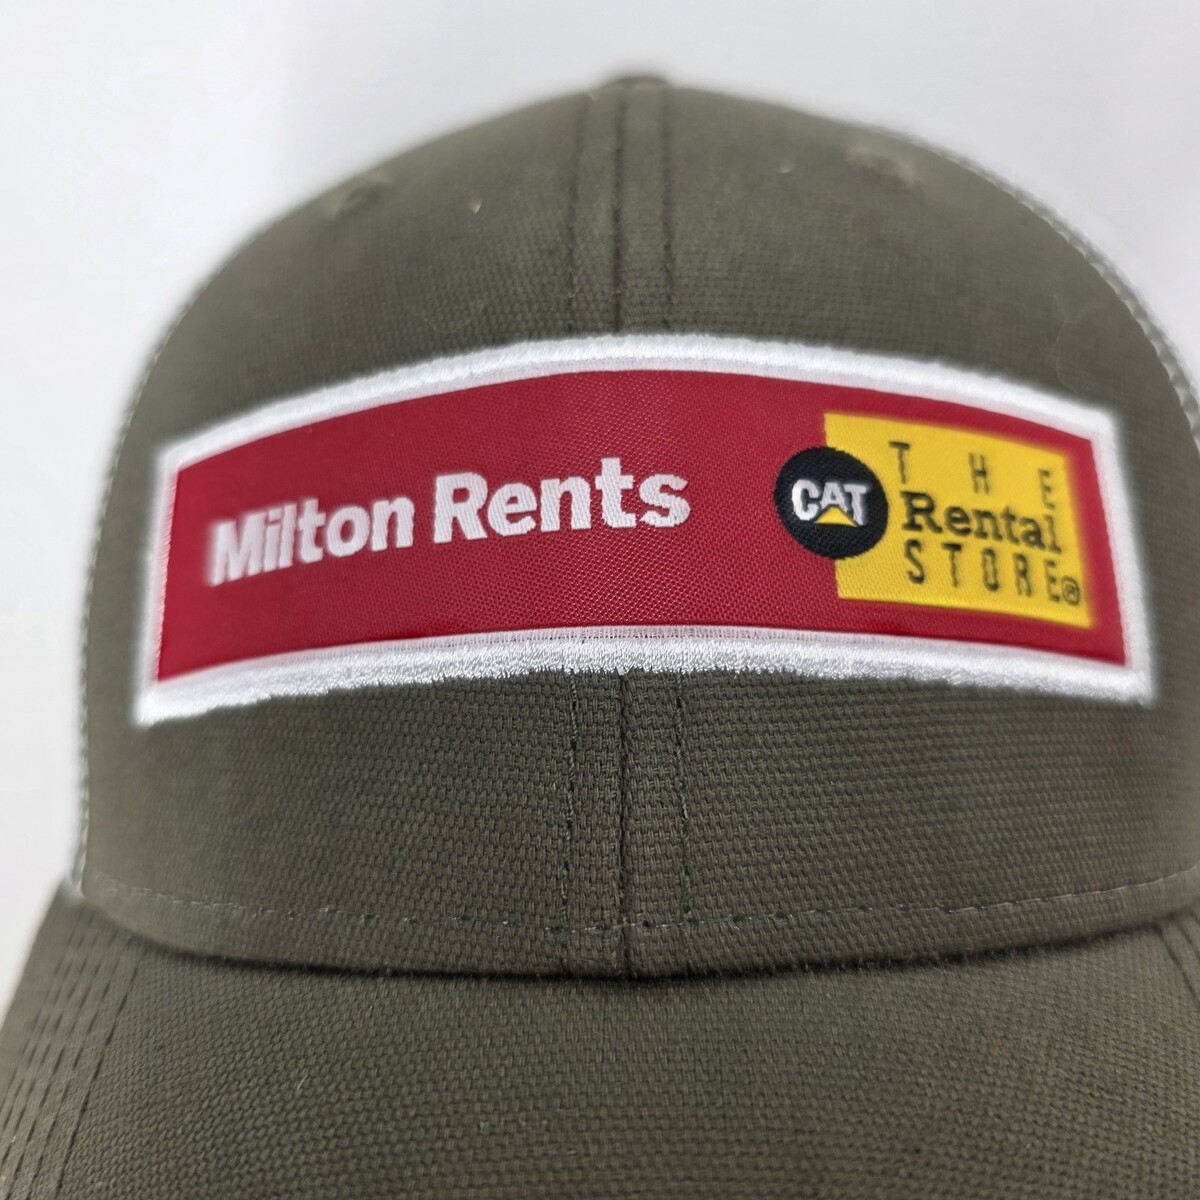 Milton Rents
CAT
THE
Rental
STORE®